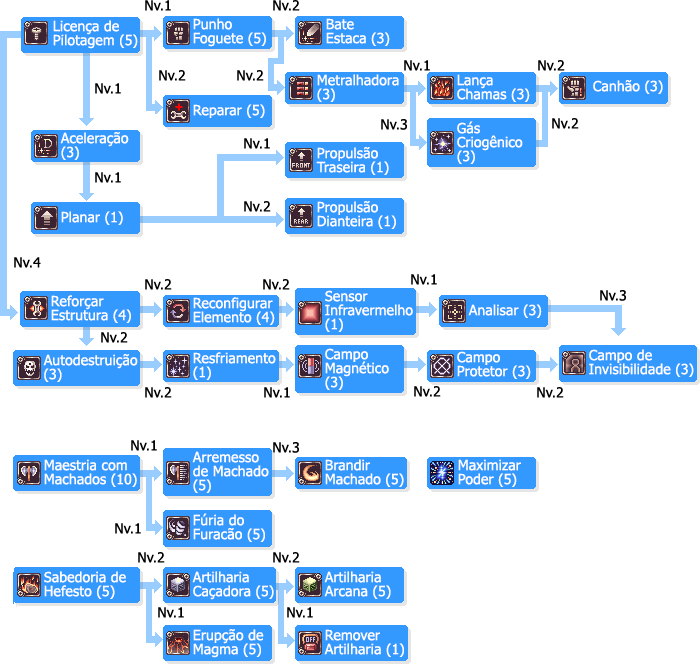 Nv.1
Nv.2
Licença de
Pilotagem (5)
Punho
Foguete (5)
Bate
Estaca (3)
Nv.1
Nv.2
Nv.2
Nv.1
Nv.2
Reparar (5)
Metralhadora
(3)
Lança
Chamas (3)
Canhão (3)
Nv.3
Nv.2
Aceleração
(3)
Gás
Criogênico
(3)
Nv.1
Nv.1
Propulsão
Traseira (1)
FRONT
Planar (1)
Nv.2
Propulsão
Dianteira (1)
REAR
Nv.4
Nv.2
Nv.2
Nv.1
Nv.3
Reforçar
Estrutura (4)
Reconfigurar
Elemento (4)
Sensor
Infravermelho
(1)
Analisar (3)
Nv.2
Autodestruição
(3)
Resfriamento
(1)
Campo
Magnético
(3)
Campo
Protetor (3)
Campo de
Invisibilidade (3)
Nv.2
Nv.1
Nv.2
Nv.2
Nv.1
Nv.3
Maestria com
Machados (10)
Arremesso
de Machado
(5)
Brandir
Machado (5)
Maximizar
Poder (5)
Nv.1
Fúria do
Furacão (5)
Nv.2
Nv.2
Sabedoria de
Hefesto (5)
Artilharia
Caçadora (5)
Artilharia
Arcana (5)
Nv.1
Nv.1
Erupção de
Magma (5)
OFF
Remover
Artilharia (1)